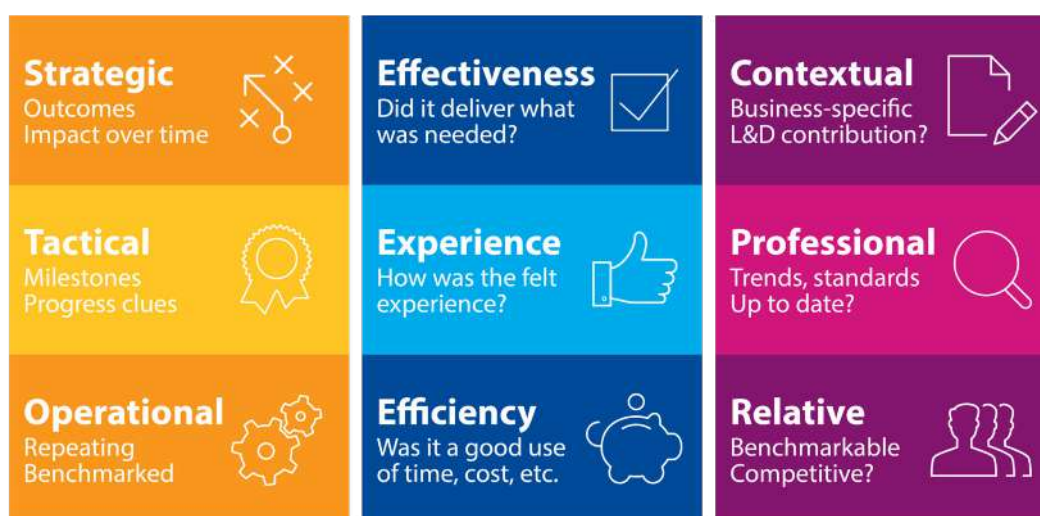 Strategic
Outcomes
Impact over time
Tactical
Milestones
Progress clues
Operational
Repeating
Benchmarked
Effectiveness
Did it deliver what
was needed?
Experience
How was the felt
experience?
Efficiency
Was it a good use
of time, cost, etc.
Contextual
Business-specific
L&D contribution?
Professional
Trends, standards
Up to date?
Relative
Benchmarkable
Competitive?